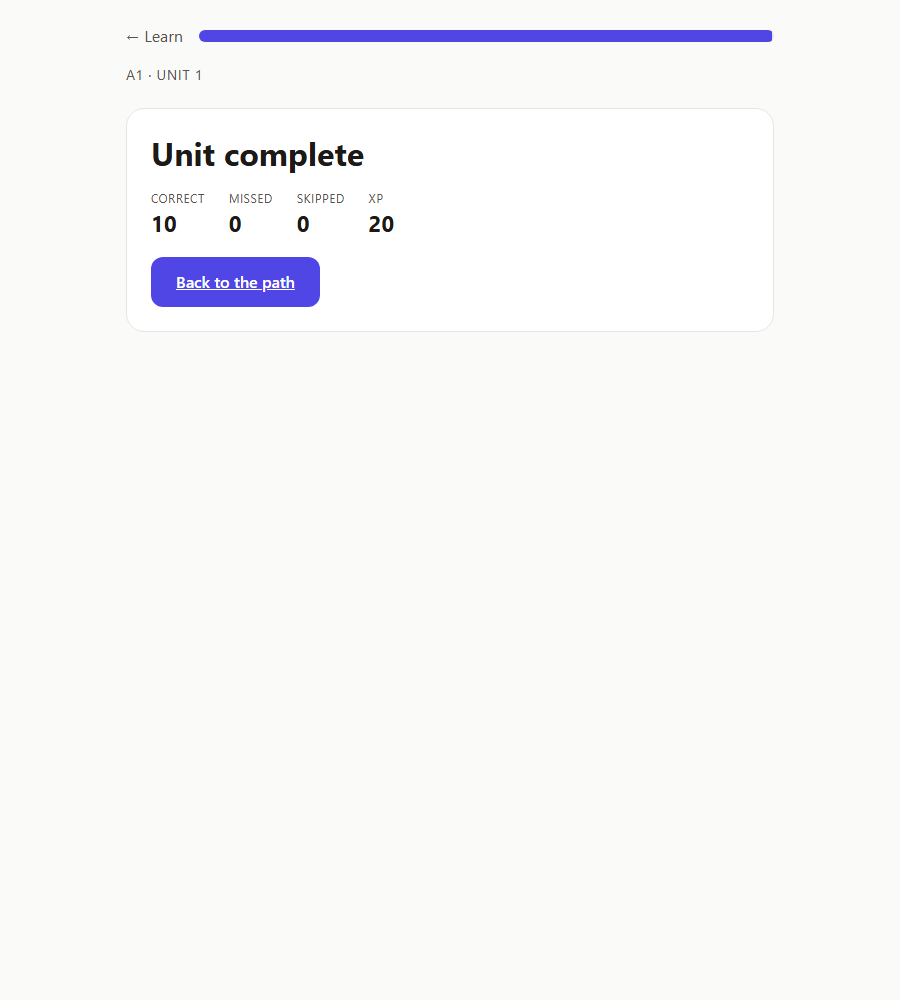 ← Learn
A1 · UNIT 1
Unit complete
CORRECT MISSED SKIPPED XP
10 0 0 20
Back to the path